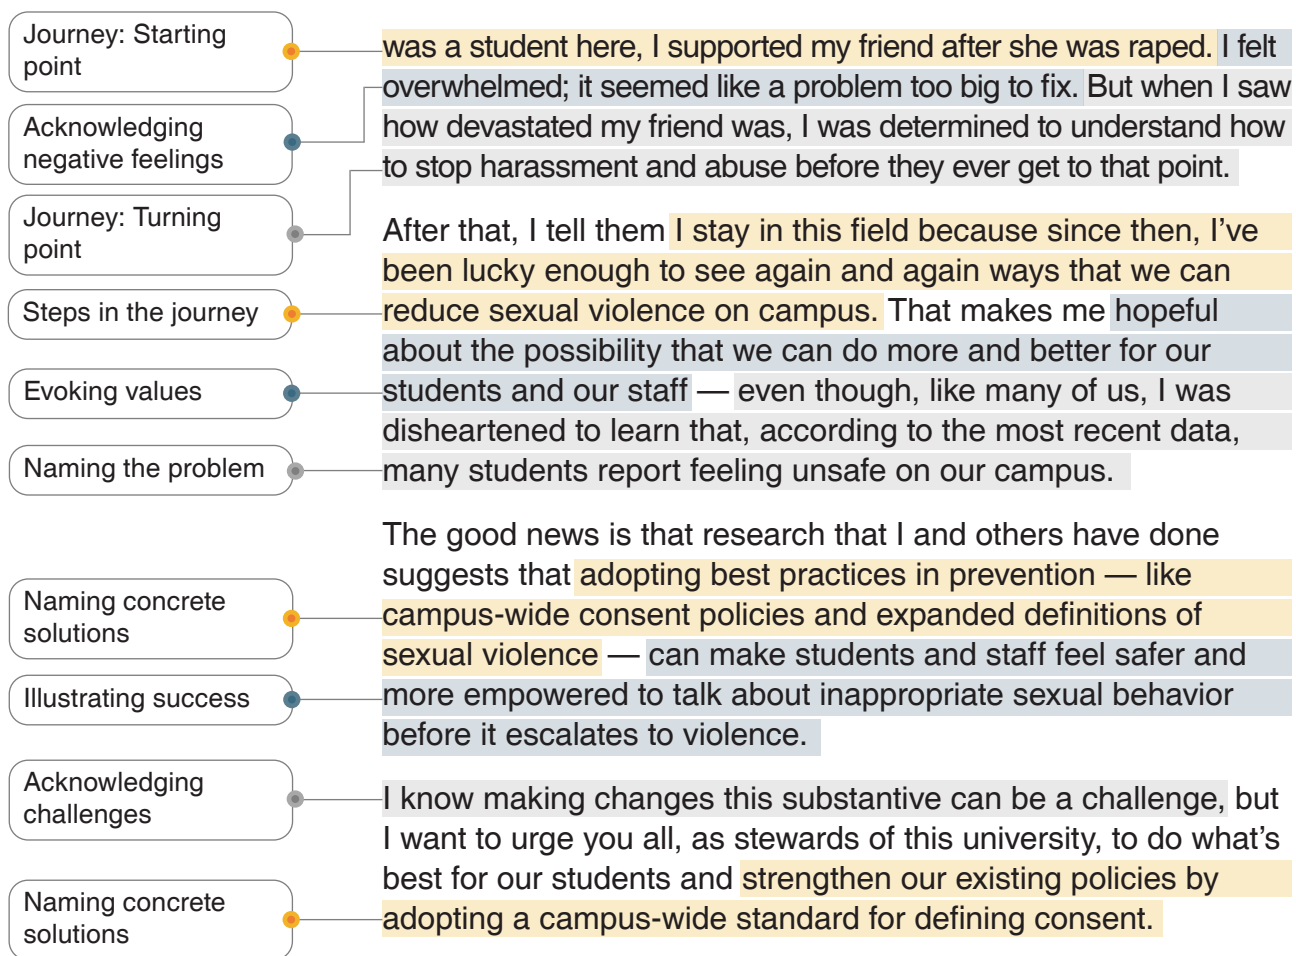 Journey: Starting
point
Acknowledging
negative feelings
Journey: Turning
point
Steps in the journey
Evoking values
Naming the problem
Naming concrete
solutions
Illustrating success
Acknowledging
challenges
Naming concrete
solutions
was a student here, I supported my friend after she was raped. I felt
overwhelmed; it seemed like a problem too big to fix. But when I saw
how devastated my friend was, I was determined to understand how
to stop harassment and abuse before they ever get to that point.
After that, I tell them I stay in this field because since then, I’ve
been lucky enough to see again and again ways that we can
reduce sexual violence on campus. That makes me hopeful
about the possibility that we can do more and better for our
students and our staff — even though, like many of us, I was
disheartened to learn that, according to the most recent data,
many students report feeling unsafe on our campus.
The good news is that research that I and others have done
suggests that adopting best practices in prevention — like
campus-wide consent policies and expanded definitions of
sexual violence — can make students and staff feel safer and
more empowered to talk about inappropriate sexual behavior
before it escalates to violence.
I know making changes this substantive can be a challenge, but
I want to urge you all, as stewards of this university, to do what’s
best for our students and strengthen our existing policies by
adopting a campus-wide standard for defining consent.